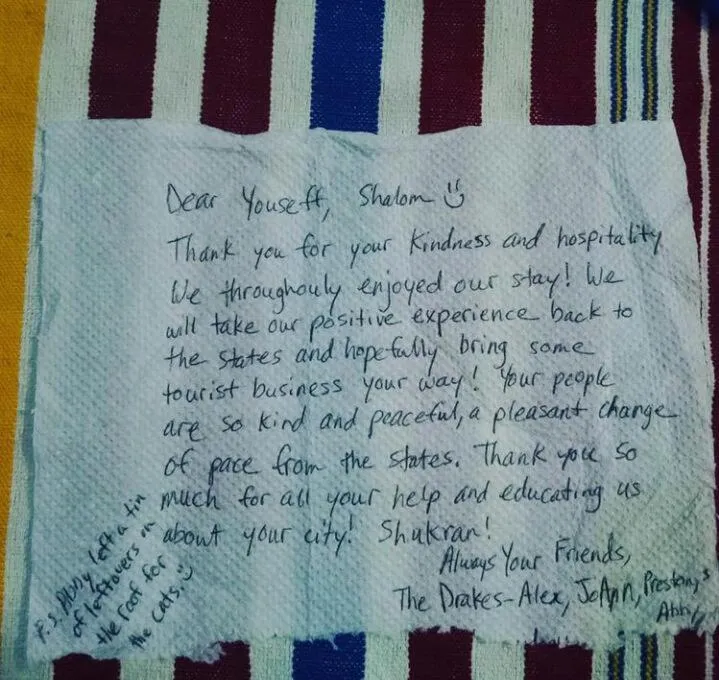 Dear Youseff, Shalom
Thank you for your kindness and hospitality
We throughouly enjoyed our stay! We
will take our positive experience back to
the states and hopefully bring some
tourist business your way! Your people
are so kind and peaceful, a pleasant change
of pace from the states. Thank you so
much for all your help and educating us
about your city! Shukran!
Always Your Friends,
The Drakes-Alex, JoAnn, Preston, &
Abby
P.S. Abby left a tin
of leftovers on
the roof for
the cats.